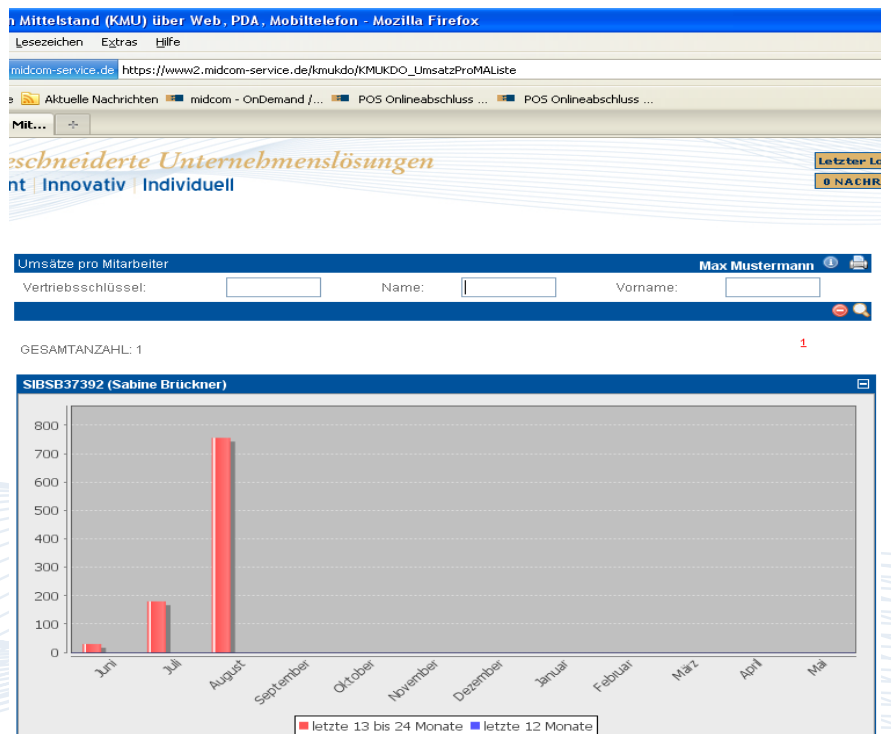 n Mittelstand (KMU) über Web, PDA, Mobiltelefon - Mozilla Firefox
Lesezeichen Extras Hilfe
midcom-service.de https://www2.midcom-service.de/kmukdo/KMUKDO_UmsatzProMAListe
e Aktuelle Nachrichten midcom - OnDemand /... POS Onlineabschluss ... POS Onlineabschluss ...
Mit...
eschneiderte Unternehmenslösungen
Letzter Lo
nt | Innovativ | Individuell
0 NACHR
Umsätze pro Mitarbeiter Max Mustermann
Vertriebsschlüssel: Name: Vorname:
GESAMTANZAHL: 1 1
SIBSB37392 (Sabine Brückner)
800
700
600
500
400
300
200
100
0
Juni Juli August September Oktober November Dezember Januar Februar März April Mai
letzte 13 bis 24 Monate letzte 12 Monate